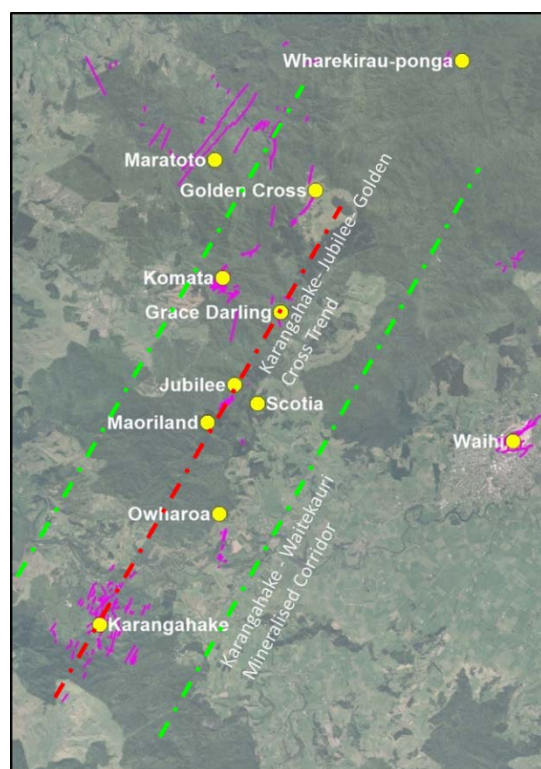 Wharekirau-ponga
Maratoto
Golden Cross
Karangahake- Jubilee- Golden
Cross Trend
Komata
Grace Darling
Jubilee
Scotia
Maoriland
Waihi
Owharoa
Karangahake - Waitekauri
Mineralised Corridor
Karangahake